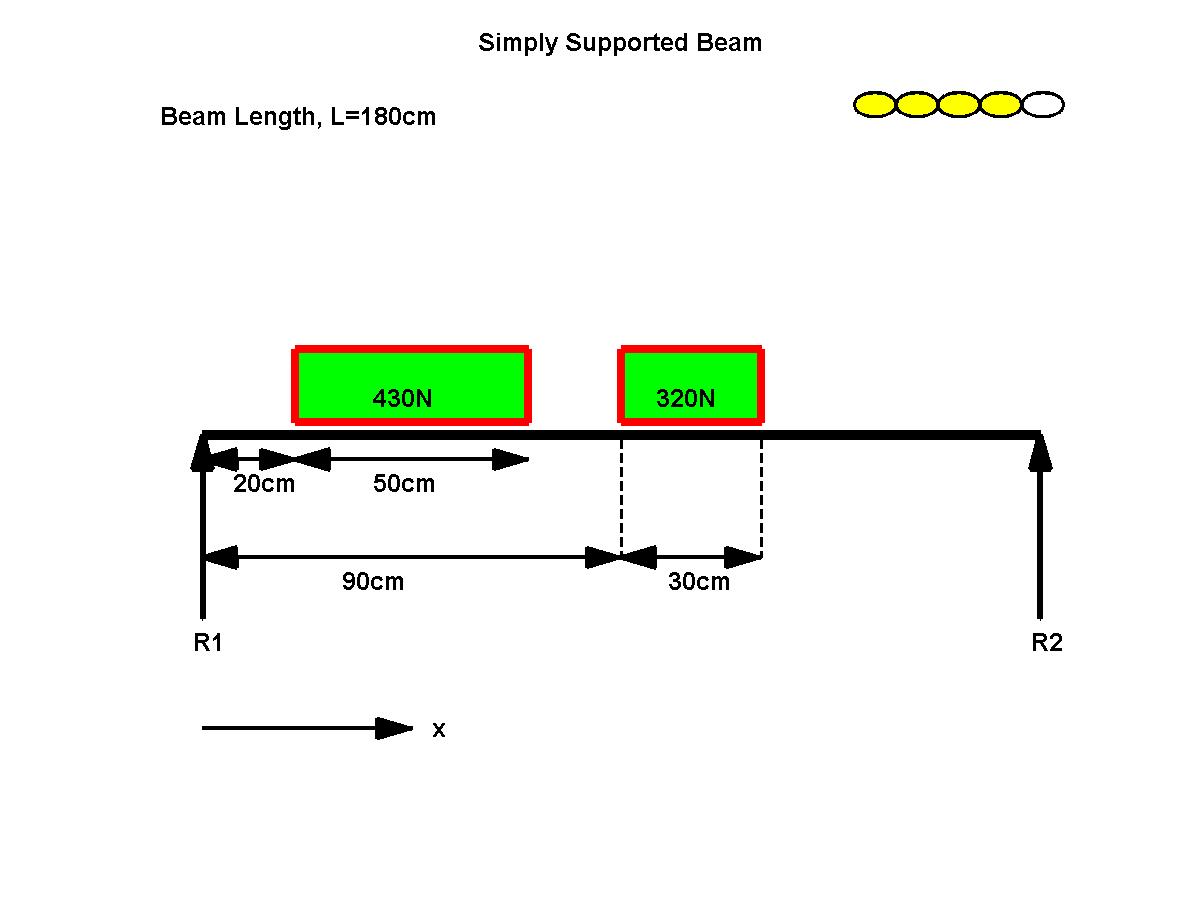 Simply Supported Beam
Beam Length, L=180cm
430N
320N
20cm
50cm
90cm
30cm
R1
R2
x